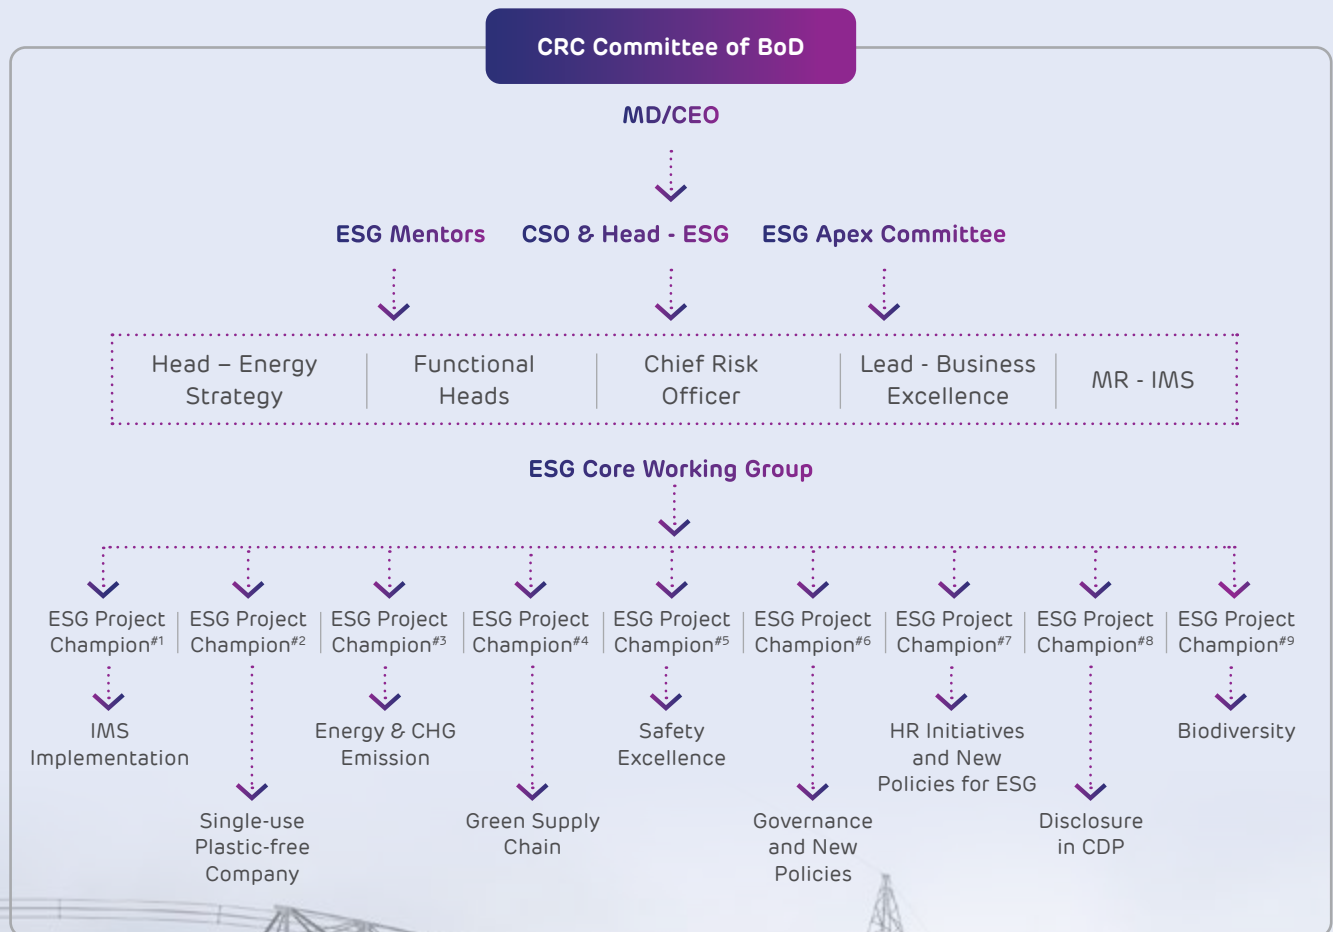 CRC Committee of BoD
MD/CEO
ESG Mentors
CSO & Head - ESG
ESG Apex Committee
Head – Energy
Strategy
Functional
Heads
Chief Risk
Officer
Lead - Business
Excellence
MR - IMS
ESG Core Working Group
ESG Project
Champion#1
ESG Project
Champion#2
ESG Project
Champion#3
ESG Project
Champion#4
ESG Project
Champion#5
ESG Project
Champion#6
ESG Project
Champion#7
ESG Project
Champion#8
ESG Project
Champion#9
IMS
Implementation
Energy & CHG
Emission
Safety
Excellence
HR Initiatives
and New
Policies for ESG
Biodiversity
Single-use
Plastic-free
Company
Green Supply
Chain
Governance
and New
Policies
Disclosure
in CDP